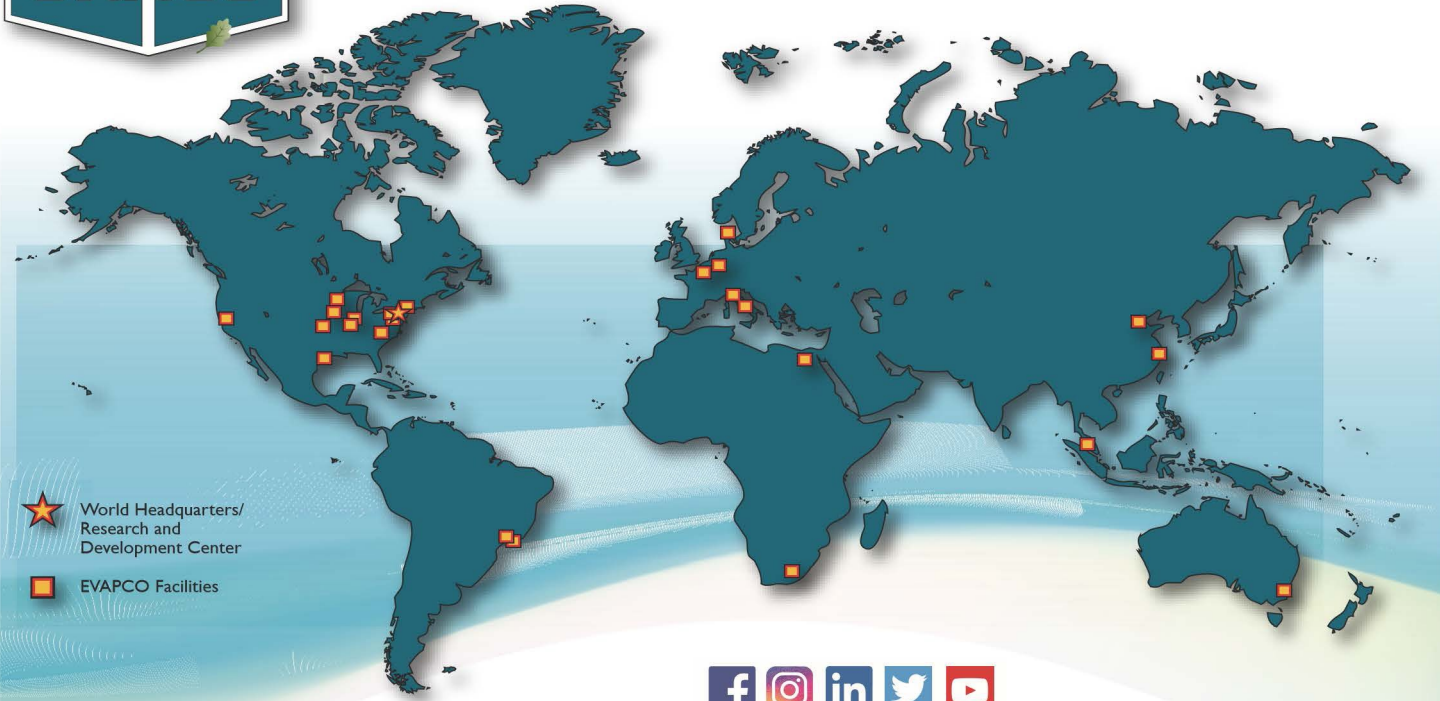 World Headquarters/
Research and
Development Center
EVAPCO Facilities